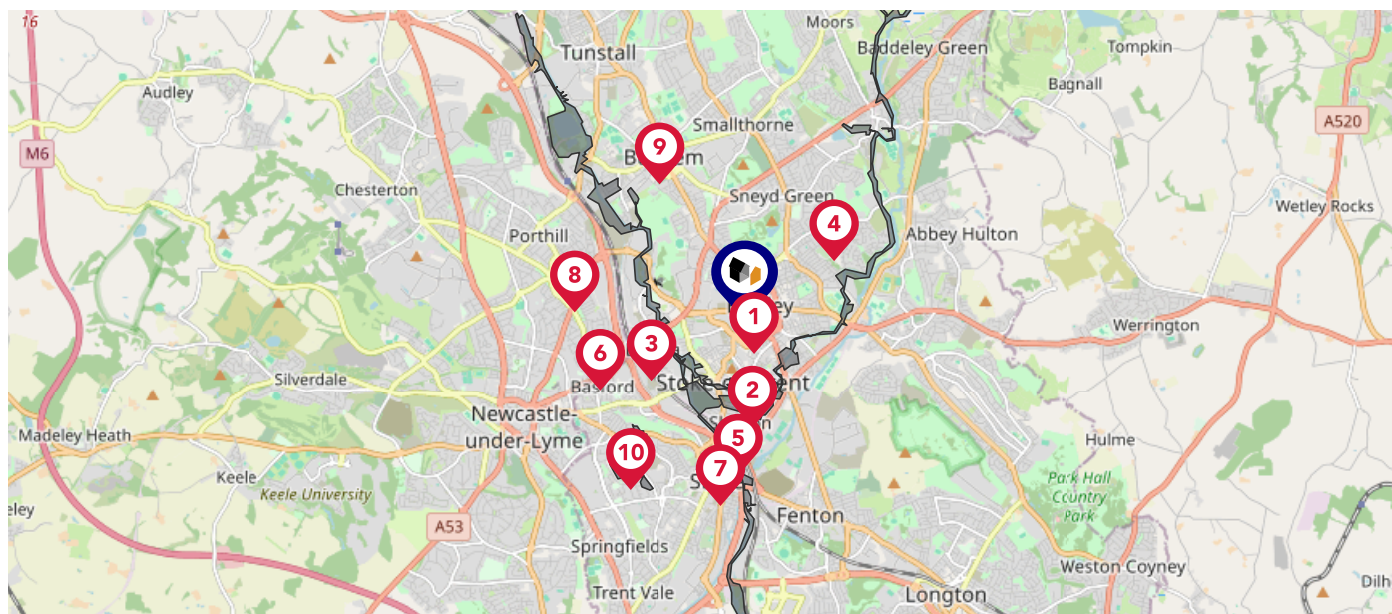 16
Moors
Tunstall
Baddeley Green
Tompkin
Audley
Bagnall
A520
Smallthorne
M6
9
Chesterton
Sneyd Green
Wetley Rocks
4
Porthill
Abbey Hulton
8
1
Werrington
3
6
Silverdale
Basford
2
Newcastle-
under-Lyme
Madeley Heath
5
Hulme
10
7
Keele
Keele University
Park Hall
Country
Park
A53
Fenton
Springfields
Weston Coyney
Trent Vale
Longton